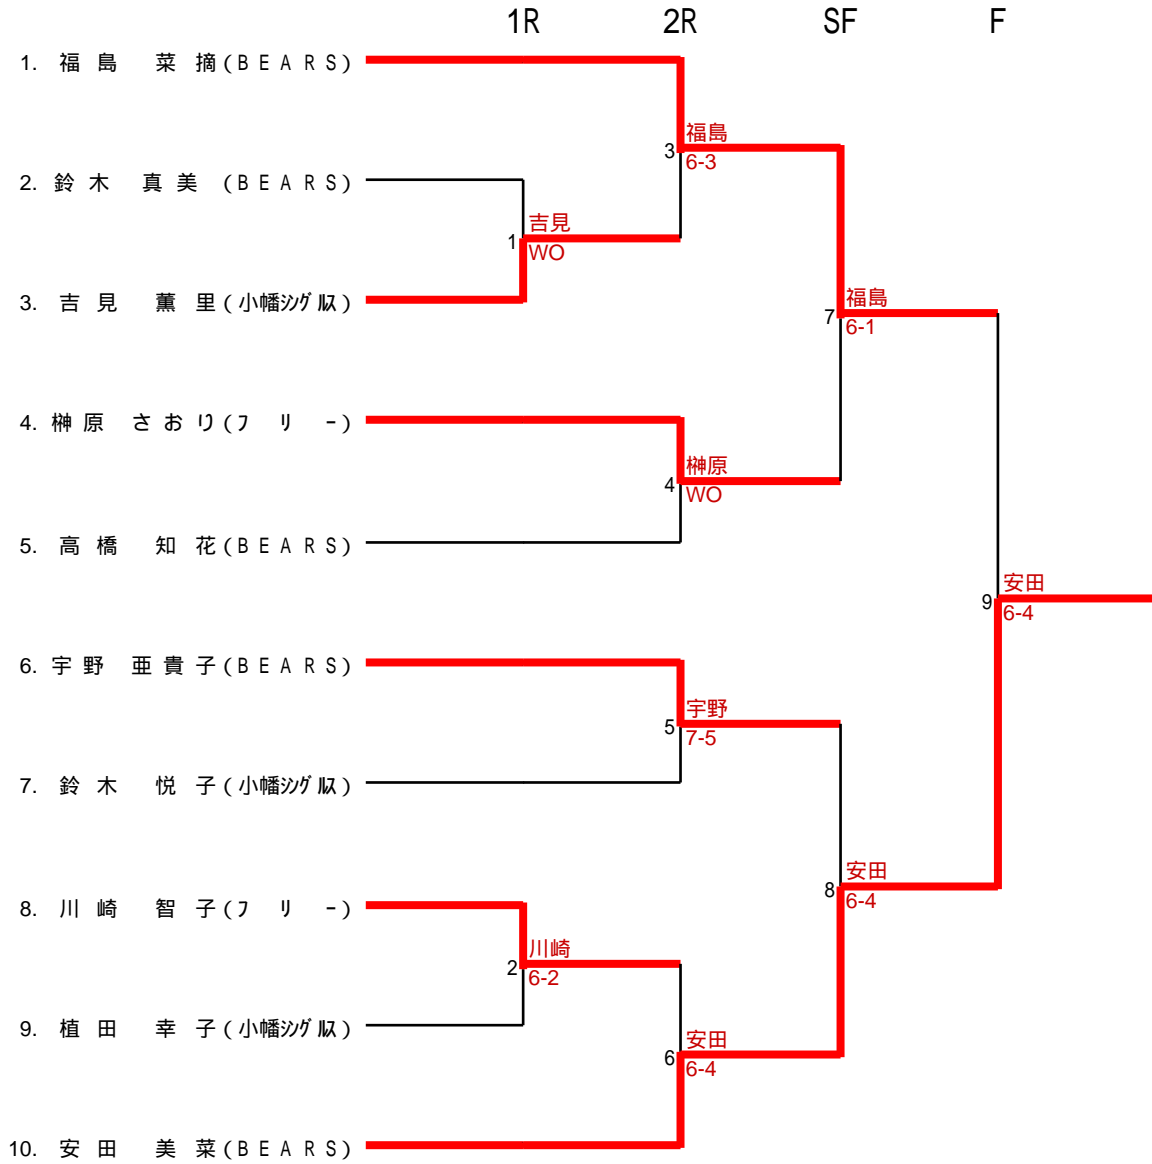 1R 2R SF F
1. 福島 菜摘(BEARS)
福島
3
6-3
2. 鈴木 真美 (BEARS)
吉見
1
WO
3. 吉見 薫里(小幡ｼﾝｸﾞﾙｽ)
福島
7
6-1
4. 榊原 さおり(ﾌ ﾘ ｰ)
榊原
4
WO
5. 高橋 知花(BEARS)
安田
9
6-4
6. 宇野 亜貴子(BEARS)
宇野
5
7-5
7. 鈴木 悦子(小幡ｼﾝｸﾞﾙｽ)
安田
8
6-4
8. 川崎 智子(ﾌ ﾘ ｰ)
川崎
2
6-2
9. 植田 幸子(小幡ｼﾝｸﾞﾙｽ)
安田
6
6-4
10. 安田 美菜(BEARS)